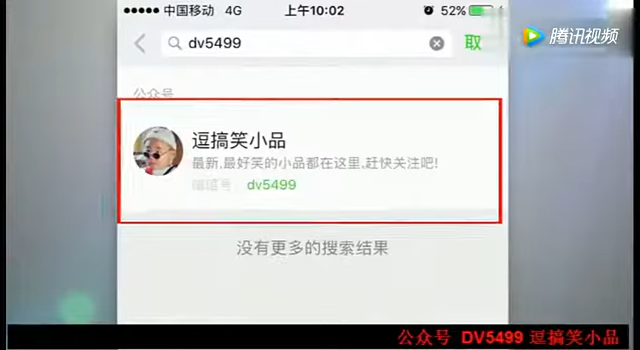 中国移动 4G 上午10:02 52%
腾讯视频
dv5499 取
公众号
逗搞笑小品
最新,最好笑的小品都在这里,赶快关注吧!
微信号: dv5499
没有更多的搜索结果
公众号 DV5499 逗搞笑小品